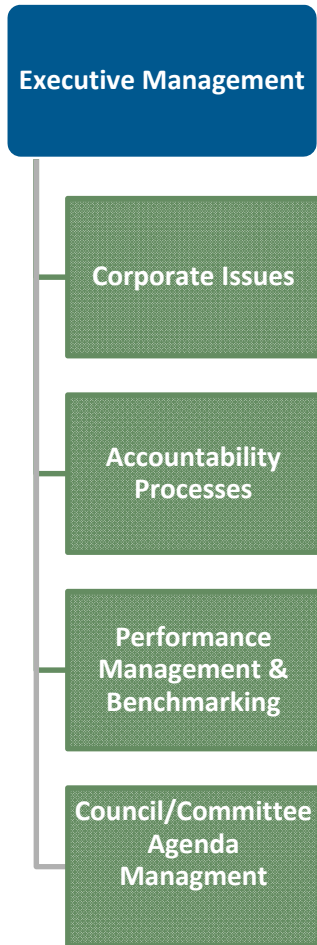 Executive Management
Corporate Issues
Accountability
Processes
Performance
Management &
Benchmarking
Council/Committee
Agenda
Managment